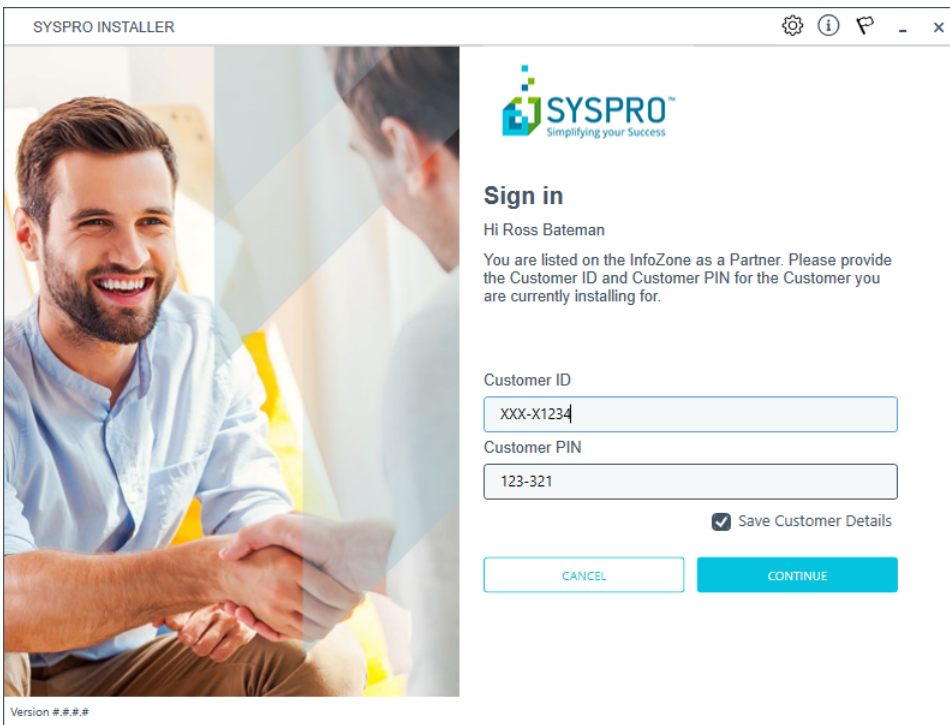 SYSPRO INSTALLER
SYSPRO™
Simplifying your Success
Sign in
Hi Ross Bateman
You are listed on the InfoZone as a Partner. Please provide
the Customer ID and Customer PIN for the Customer you
are currently installing for.
Customer ID
XXX-X1234
Customer PIN
123-321
Save Customer Details
CANCEL
CONTINUE
Version #.#.#.#